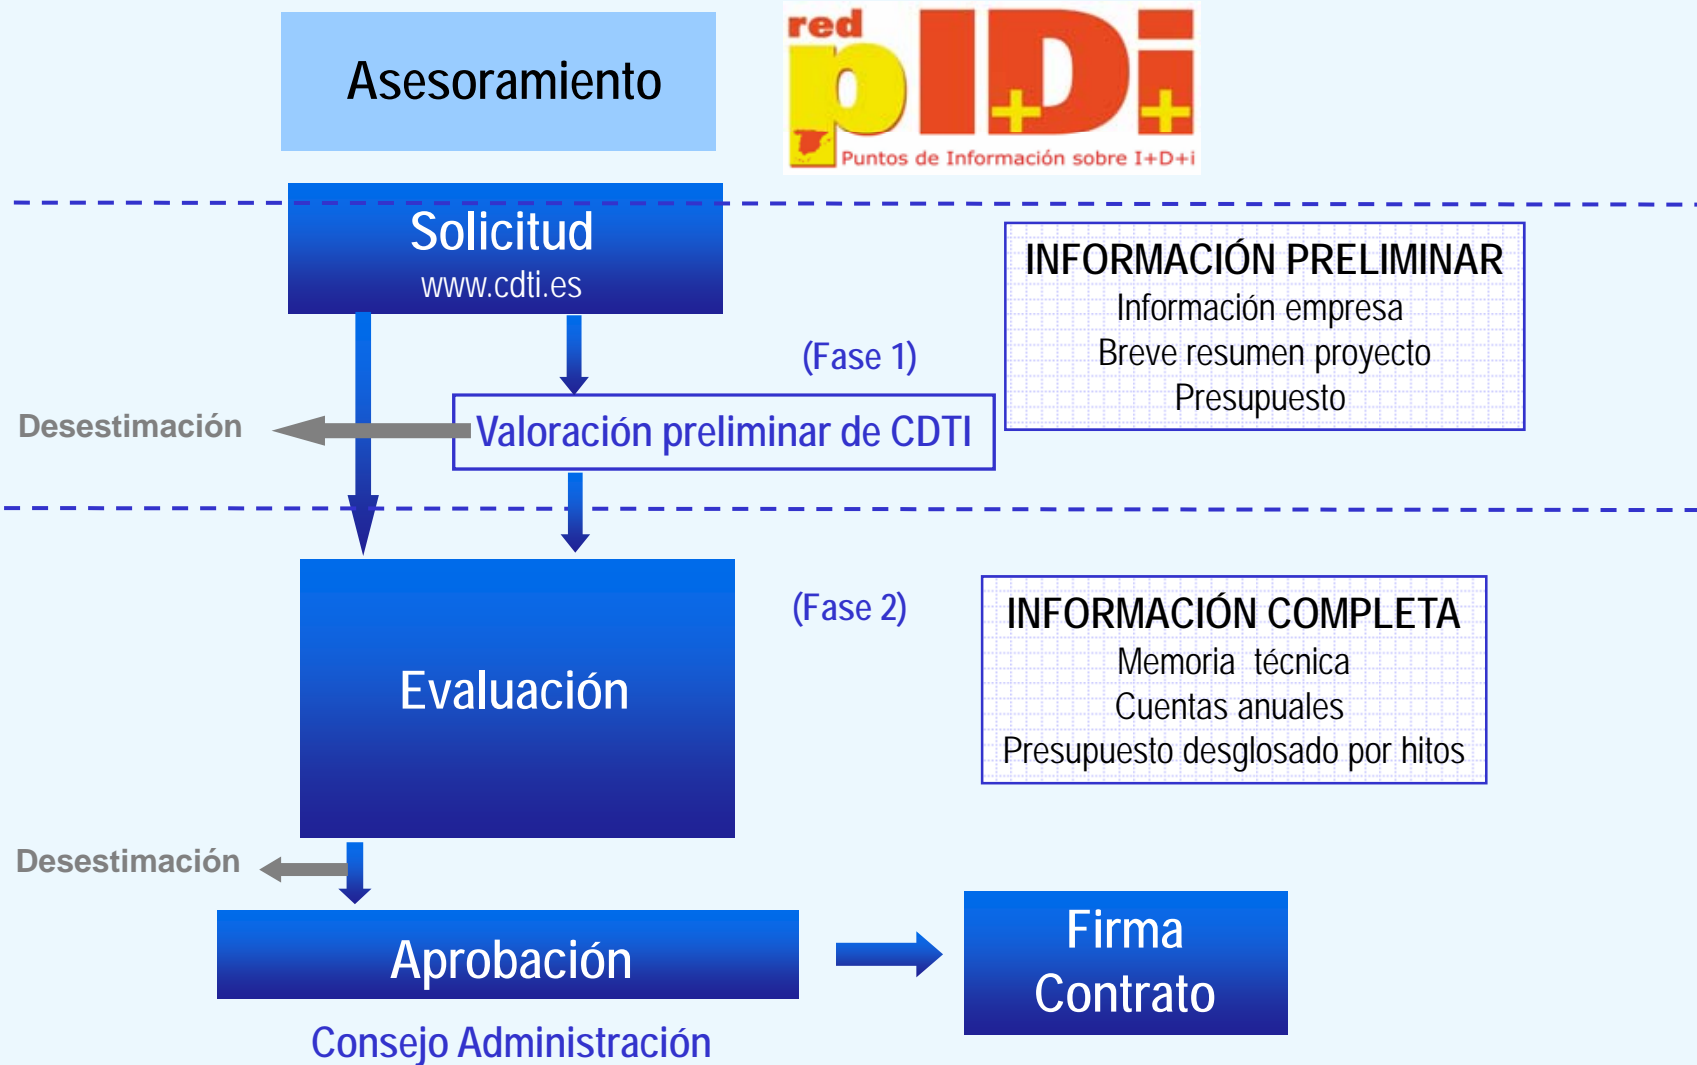 Asesoramiento
red
pI+Di+
Puntos de Información sobre I+D+i
Solicitud
www.cdti.es
INFORMACIÓN PRELIMINAR
Información empresa
Breve resumen proyecto
Presupuesto
(Fase 1)
Desestimación
Valoración preliminar de CDTI
(Fase 2)
INFORMACIÓN COMPLETA
Memoria técnica
Cuentas anuales
Presupuesto desglosado por hitos
Evaluación
Desestimación
Aprobación
Firma
Contrato
Consejo Administración